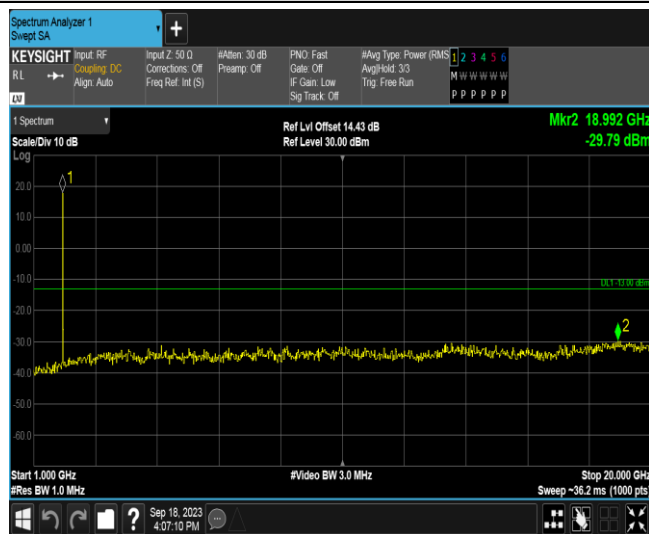 Spectrum Analyzer 1
Swept SA
KEYSIGHT
RL
LXI
Input: RF
Coupling: DC
Align: Auto
Input Z: 50 Ω
Corrections: Off
Freq Ref: Int (S)
#Atten: 30 dB
Preamp: Off
PNO: Fast
Gate: Off
IF Gain: Low
Sig Track: Off
#Avg Type: Power (RMS
Avg|Hold: 3/3
Trig: Free Run
1 2 3 4 5 6
M W W W W W
P P P P P P
1 Spectrum
Scale/Div 10 dB
Log
Ref Lvl Offset 14.43 dB
Ref Level 30.00 dBm
Mkr2 18.992 GHz
-29.79 dBm
1
20.0
10.0
0.00
-10.0
DL1 -13.00 dBm
-20.0
2
-30.0
-40.0
-50.0
-60.0
Start 1.000 GHz
#Res BW 1.0 MHz
#Video BW 3.0 MHz
Stop 20.000 GHz
Sweep ~36.2 ms (1000 pts)
?
Sep 18, 2023
4:07:10 PM